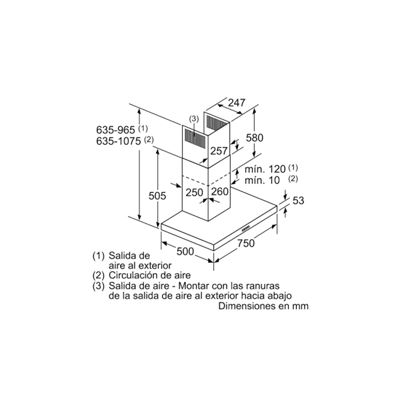 247
(3)
635-965 (1)
635-1075 (2)
580
257
mín. 120 (1)
mín. 10 (2)
505
250
260
53
500
750
(1) Salida de
aire al exterior
(2) Circulación de aire
(3) Salida de aire - Montar con las ranuras
de la salida de aire al exterior hacia abajo
Dimensiones en mm